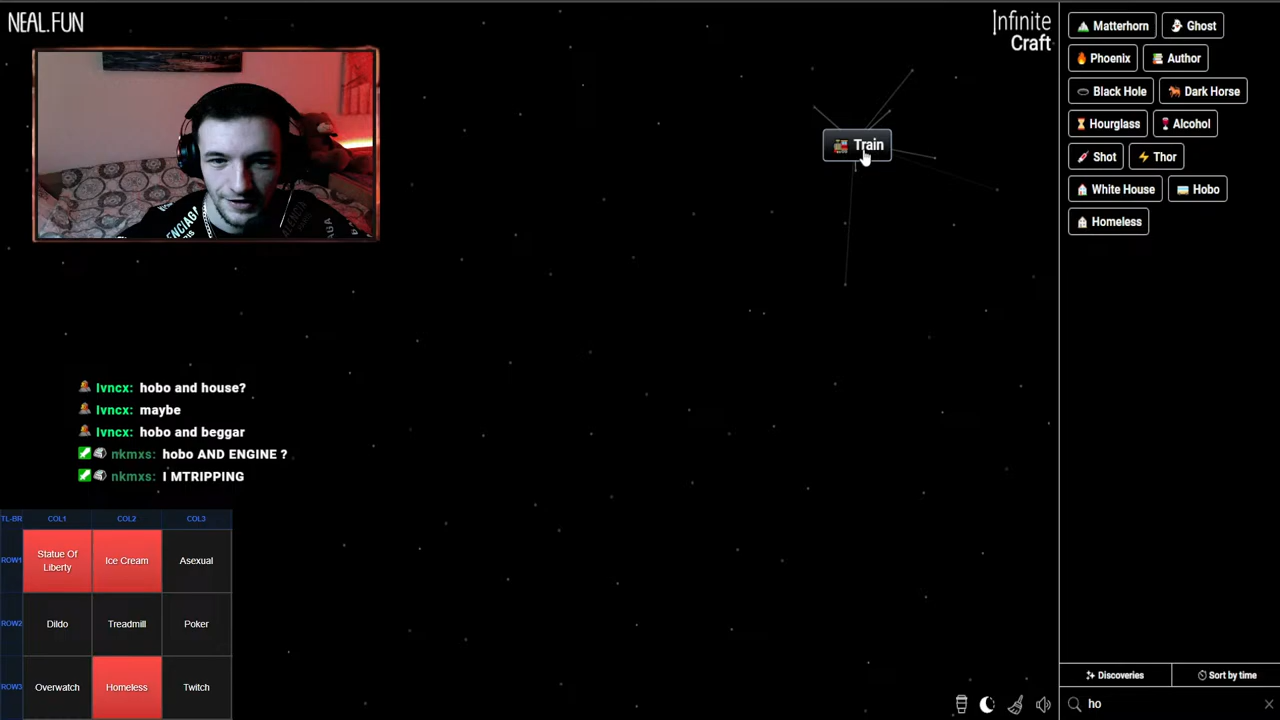 NEAL.FUN
Infinite
Craft
Train
Matterhorn
Ghost
Phoenix
Author
Black Hole
Dark Horse
Hourglass
Alcohol
Shot
Thor
White House
Hobo
Homeless
lvncx: hobo and house?
lvncx: maybe
lvncx: hobo and beggar
nkmxs: hobo AND ENGINE ?
nkmxs: I MTRIPPING
TL-BR COL1 COL2 COL3
ROW1 Statue Of
Liberty
Ice Cream
Asexual
ROW2 Dildo Treadmill Poker
ROW3 Overwatch Homeless Twitch
Discoveries
Sort by time
ho